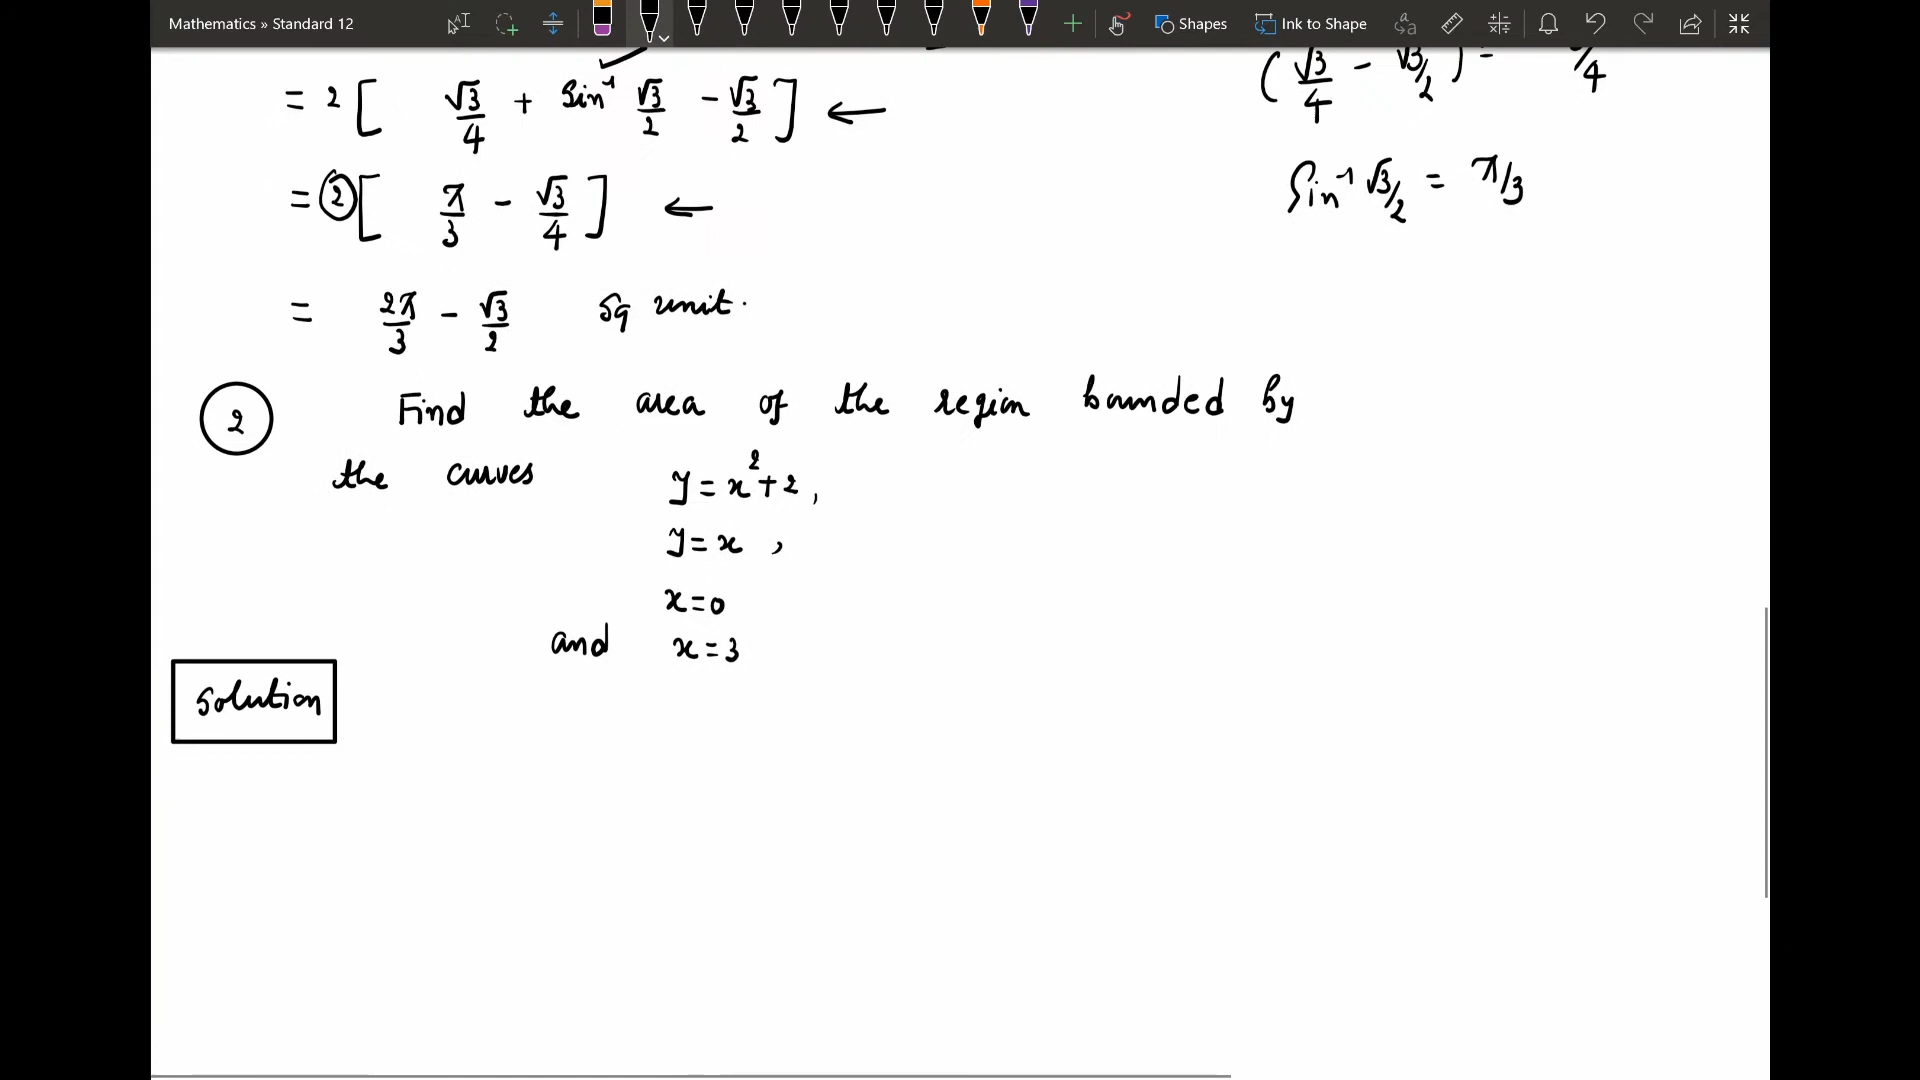 Mathematics » Standard 12
Shapes
Ink to Shape
= 2 [ √3/4 + Sin⁻¹ √3/2 - √3/2 ] ←
(√3/4 - √3/2) =
= ② [ π/3 - √3/4 ] ←
Sin⁻¹ √3/2 = π/3
= 2π/3 - √3/2 Sq unit.
2 Find the area of the region bounded by
the curves y = x² + 2,
y = x ,
x = 0
and x = 3
Solution